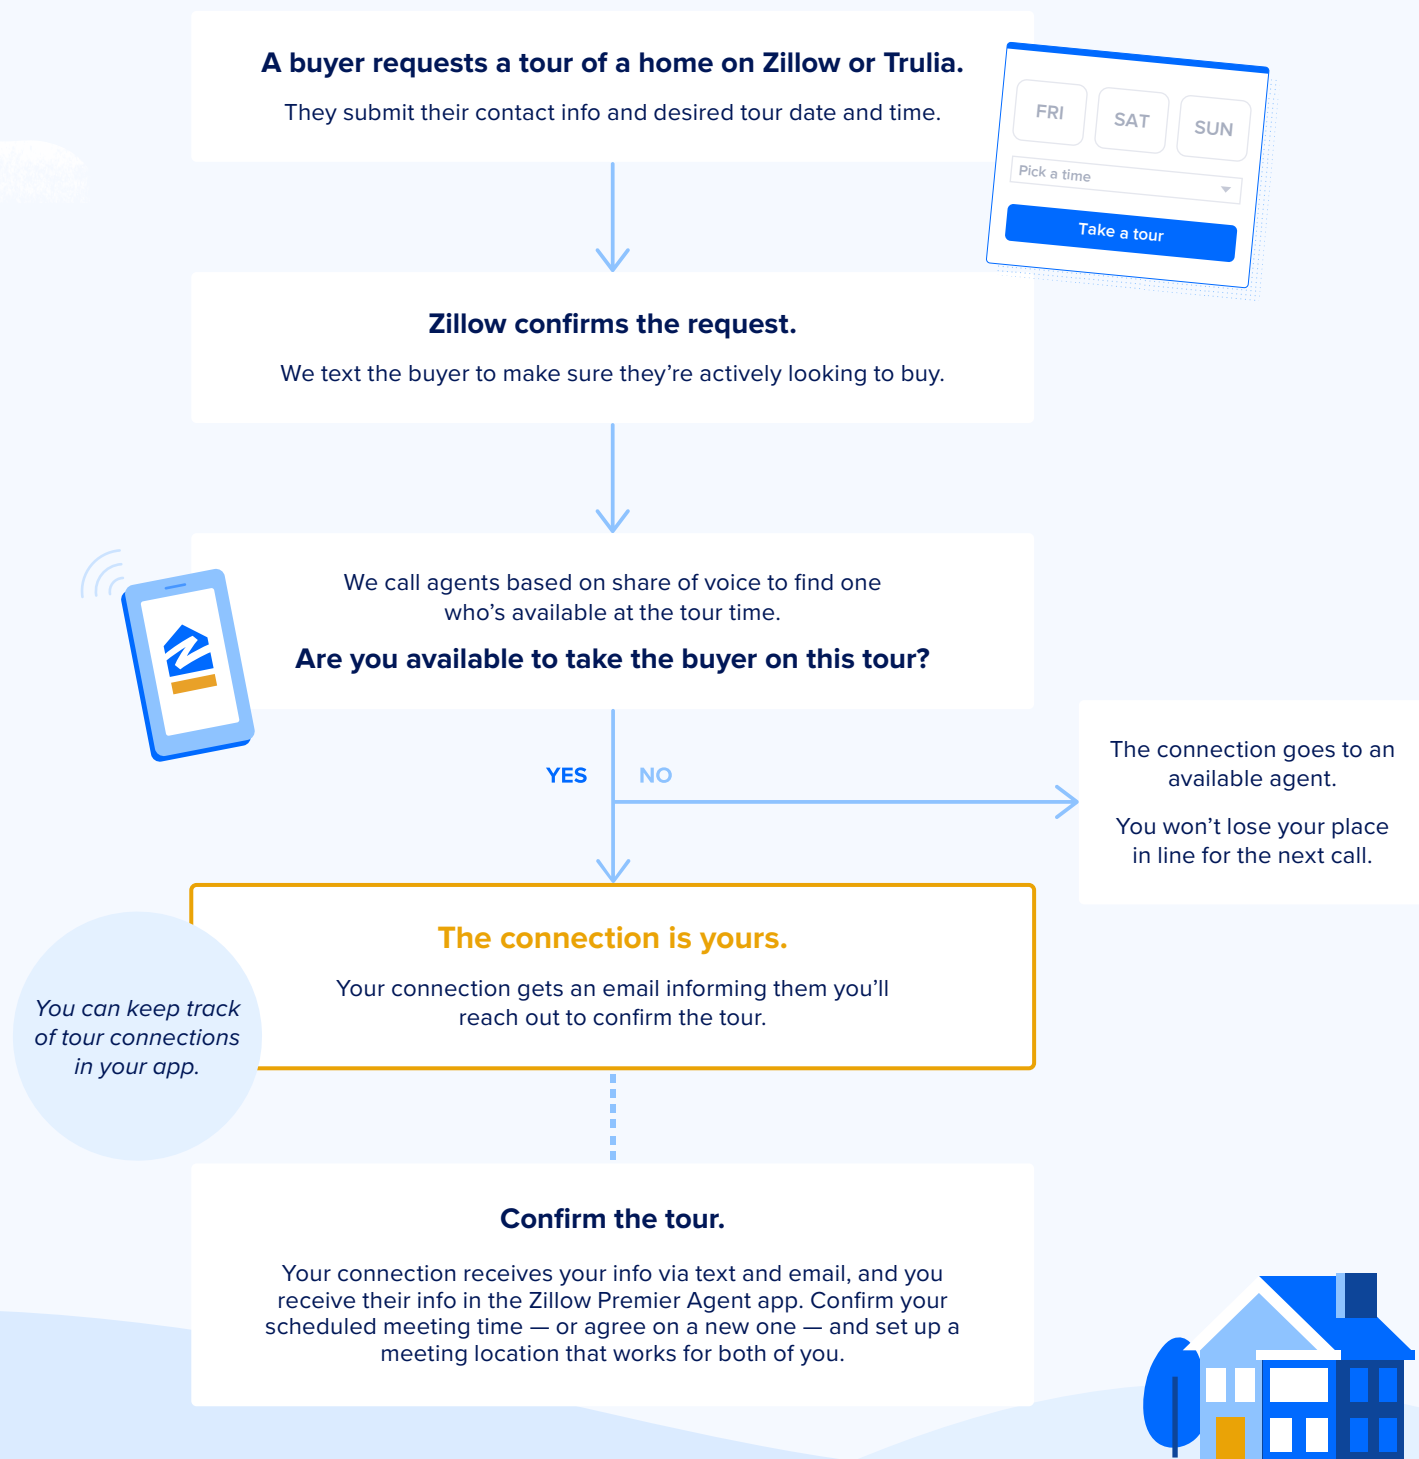 A buyer requests a tour of a home on Zillow or Trulia.
They submit their contact info and desired tour date and time.
FRI
SAT
SUN
Pick a time
Take a tour
Zillow confirms the request.
We text the buyer to make sure they’re actively looking to buy.
We call agents based on share of voice to find one
who’s available at the tour time.
Are you available to take the buyer on this tour?
YES
NO
The connection goes to an
available agent.
You won’t lose your place
in line for the next call.
The connection is yours.
Your connection gets an email informing them you’ll
reach out to confirm the tour.
You can keep track
of tour connections
in your app.
Confirm the tour.
Your connection receives your info via text and email, and you
receive their info in the Zillow Premier Agent app. Confirm your
scheduled meeting time — or agree on a new one — and set up a
meeting location that works for both of you.